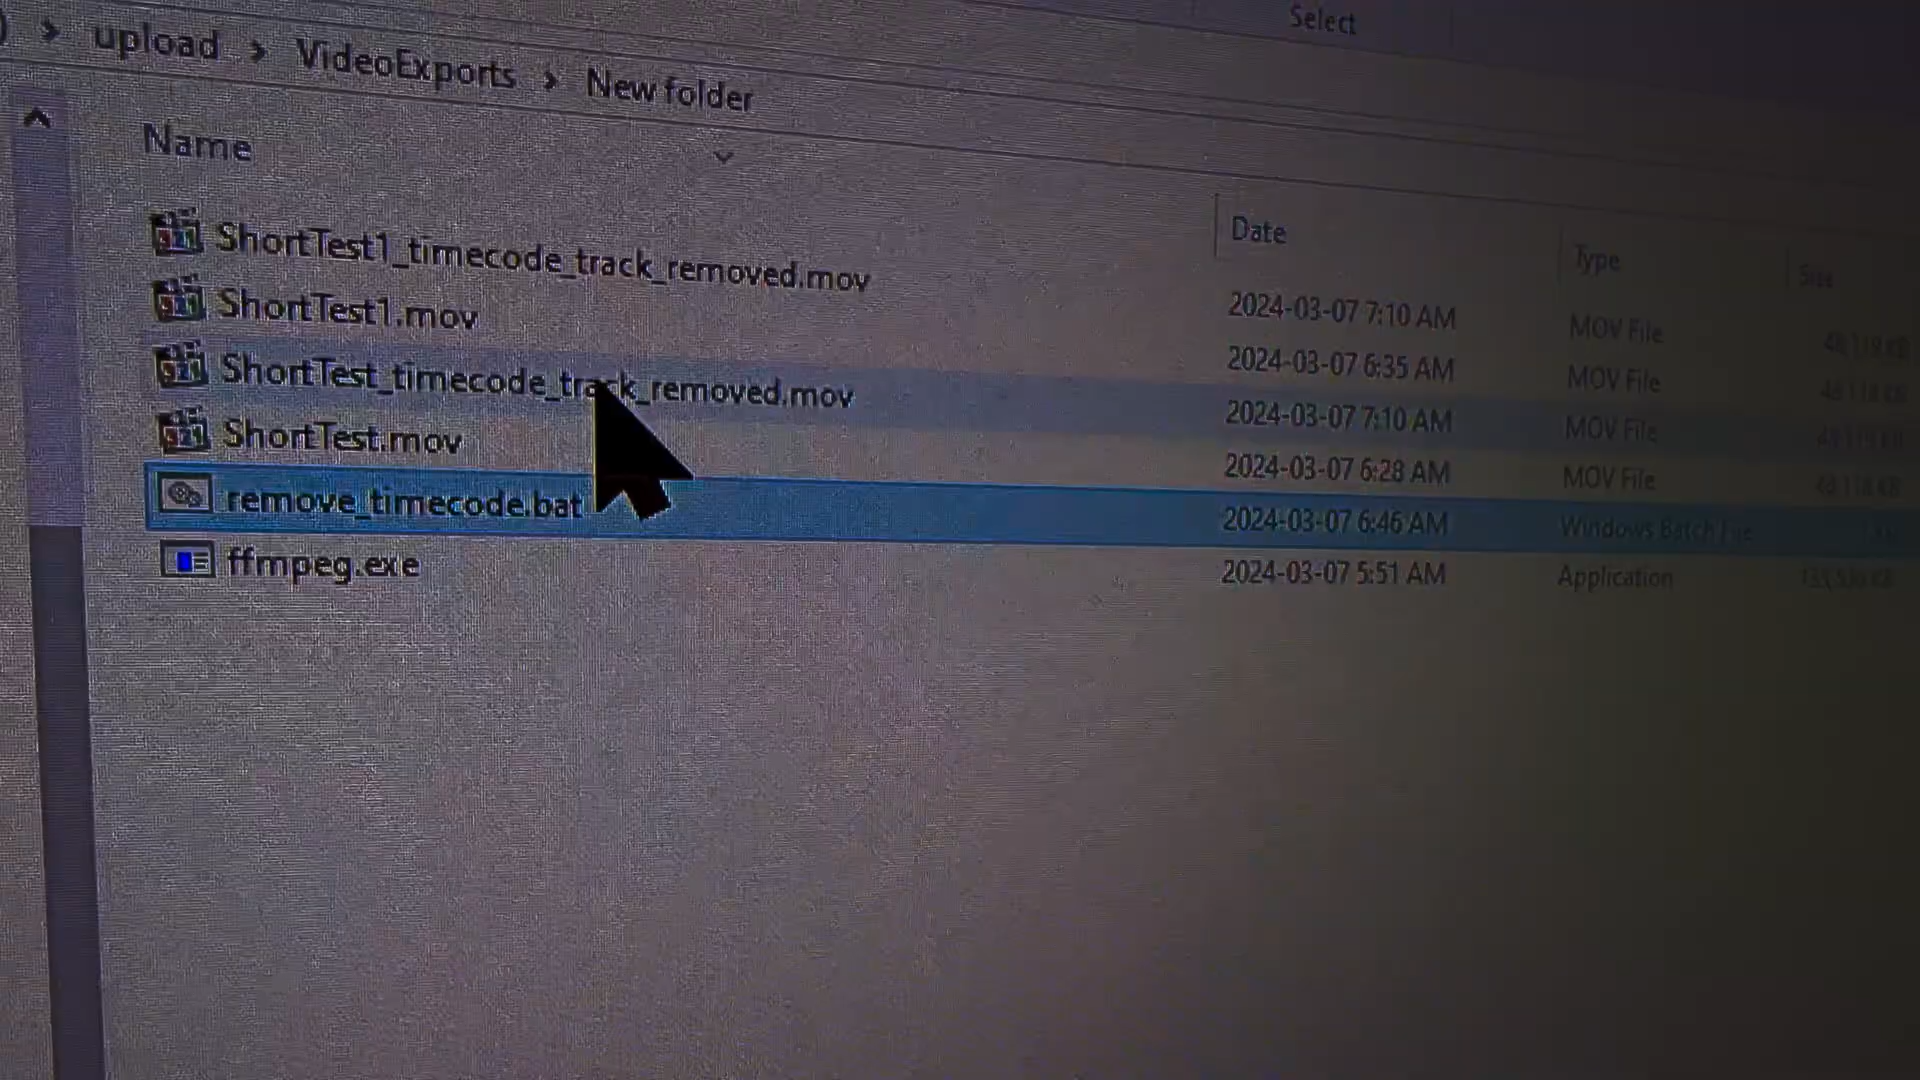 Select
upload > VideoExports > New folder
Name Date Type Size
ShortTest1_timecode_track_removed.mov 2024-03-07 7:10 AM MOV File
ShortTest1.mov 2024-03-07 6:35 AM MOV File
ShortTest_timecode_track_removed.mov 2024-03-07 7:10 AM MOV File
ShortTest.mov 2024-03-07 6:28 AM MOV File
remove_timecode.bat 2024-03-07 6:46 AM Windows Batch File
ffmpeg.exe 2024-03-07 5:51 AM Application